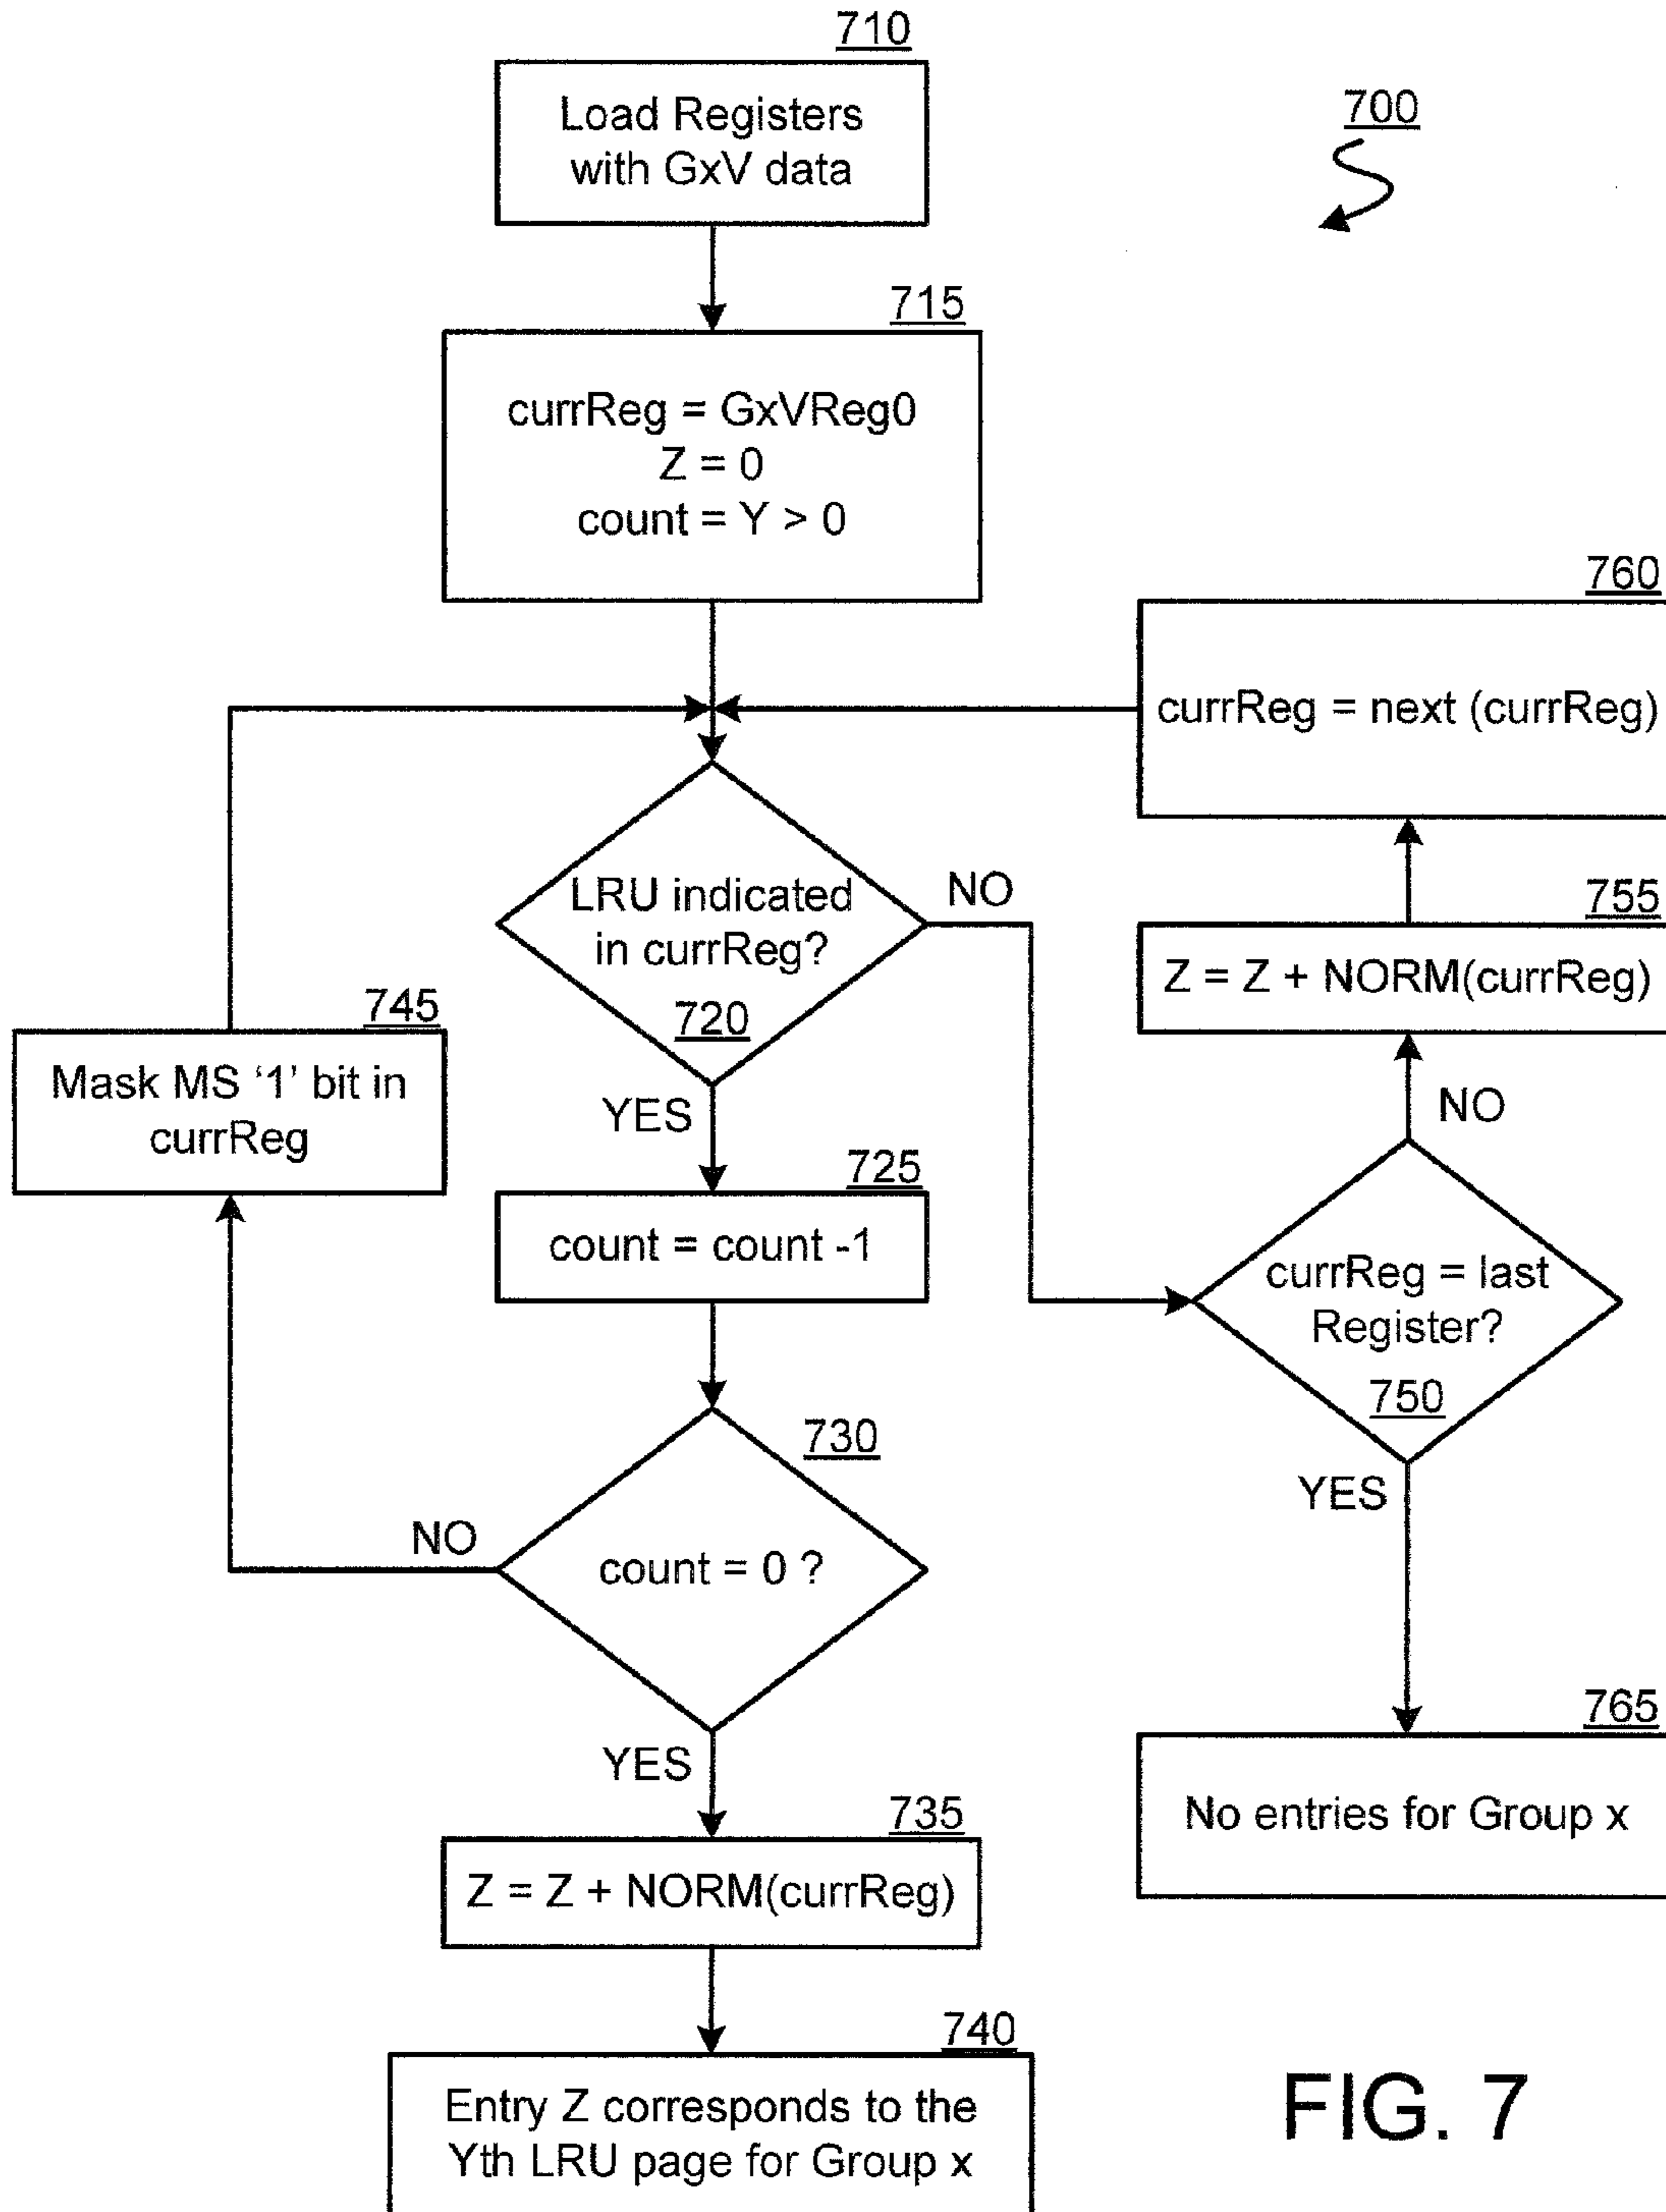 710
Load Registers
with GxV data
700
715
currReg = GxVReg0
Z = 0
count = Y > 0
760
currReg = next (currReg)
LRU indicated
in currReg?
720
NO
755
Z = Z + NORM(currReg)
745
Mask MS ‘1’ bit in
currReg
YES
NO
725
count = count -1
currReg = last
Register?
750
730
count = 0 ?
NO
YES
YES
765
No entries for Group x
735
Z = Z + NORM(currReg)
740
Entry Z corresponds to the
Yth LRU page for Group x
FIG. 7